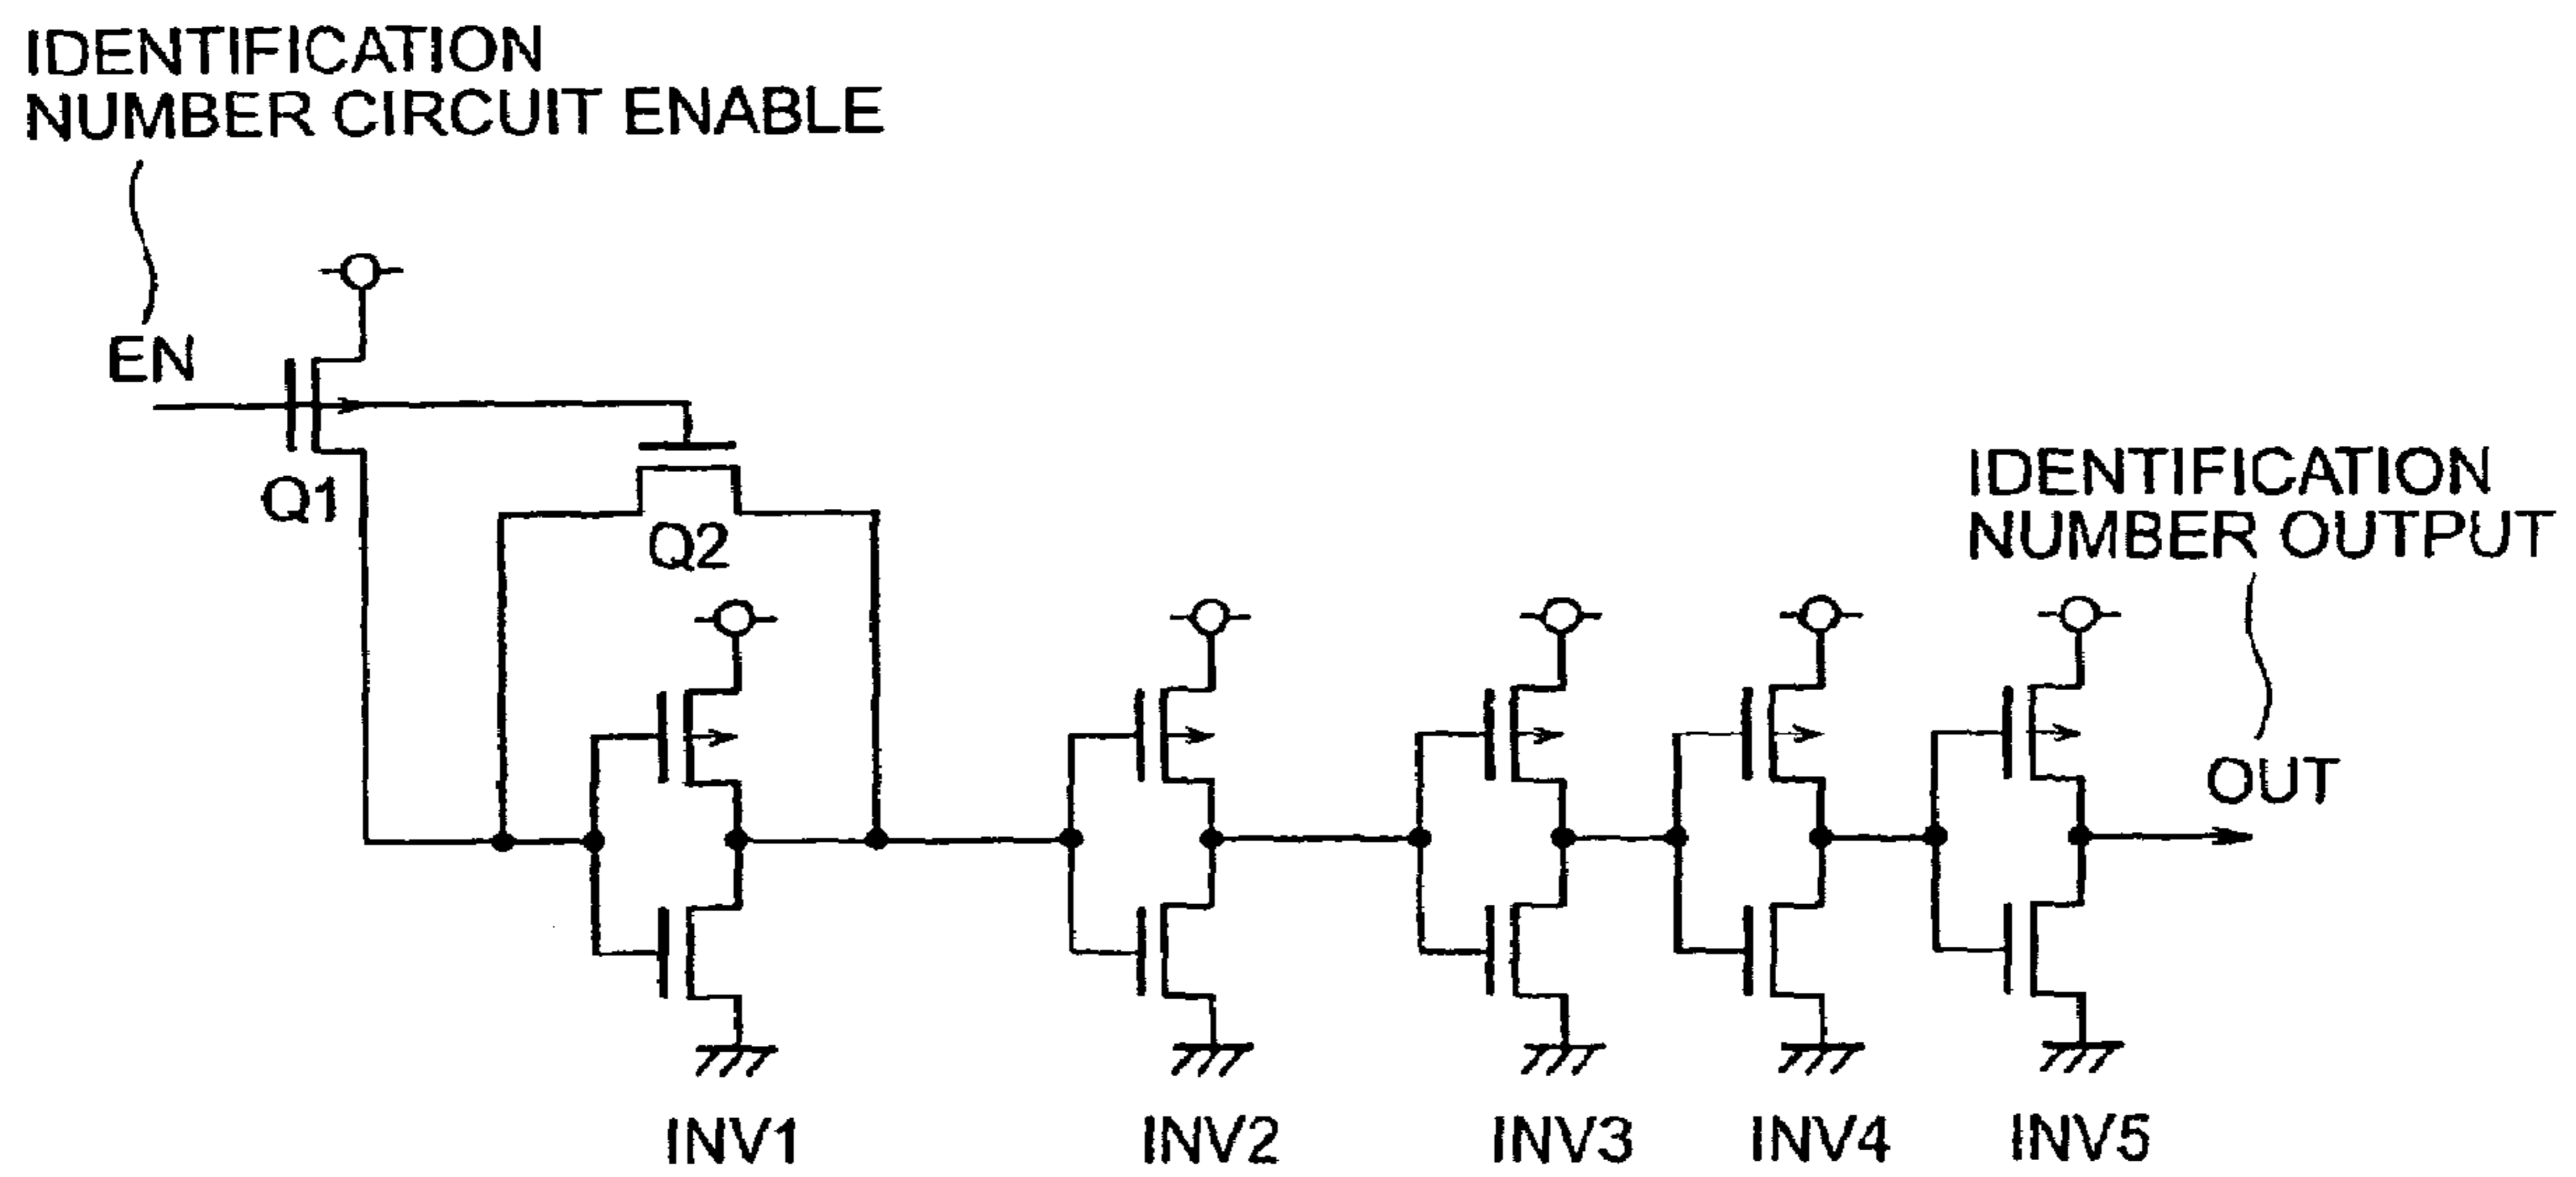 IDENTIFICATION
NUMBER CIRCUIT ENABLE
EN
Q1
Q2
IDENTIFICATION
NUMBER OUTPUT
OUT
INV1
INV2
INV3
INV4
INV5